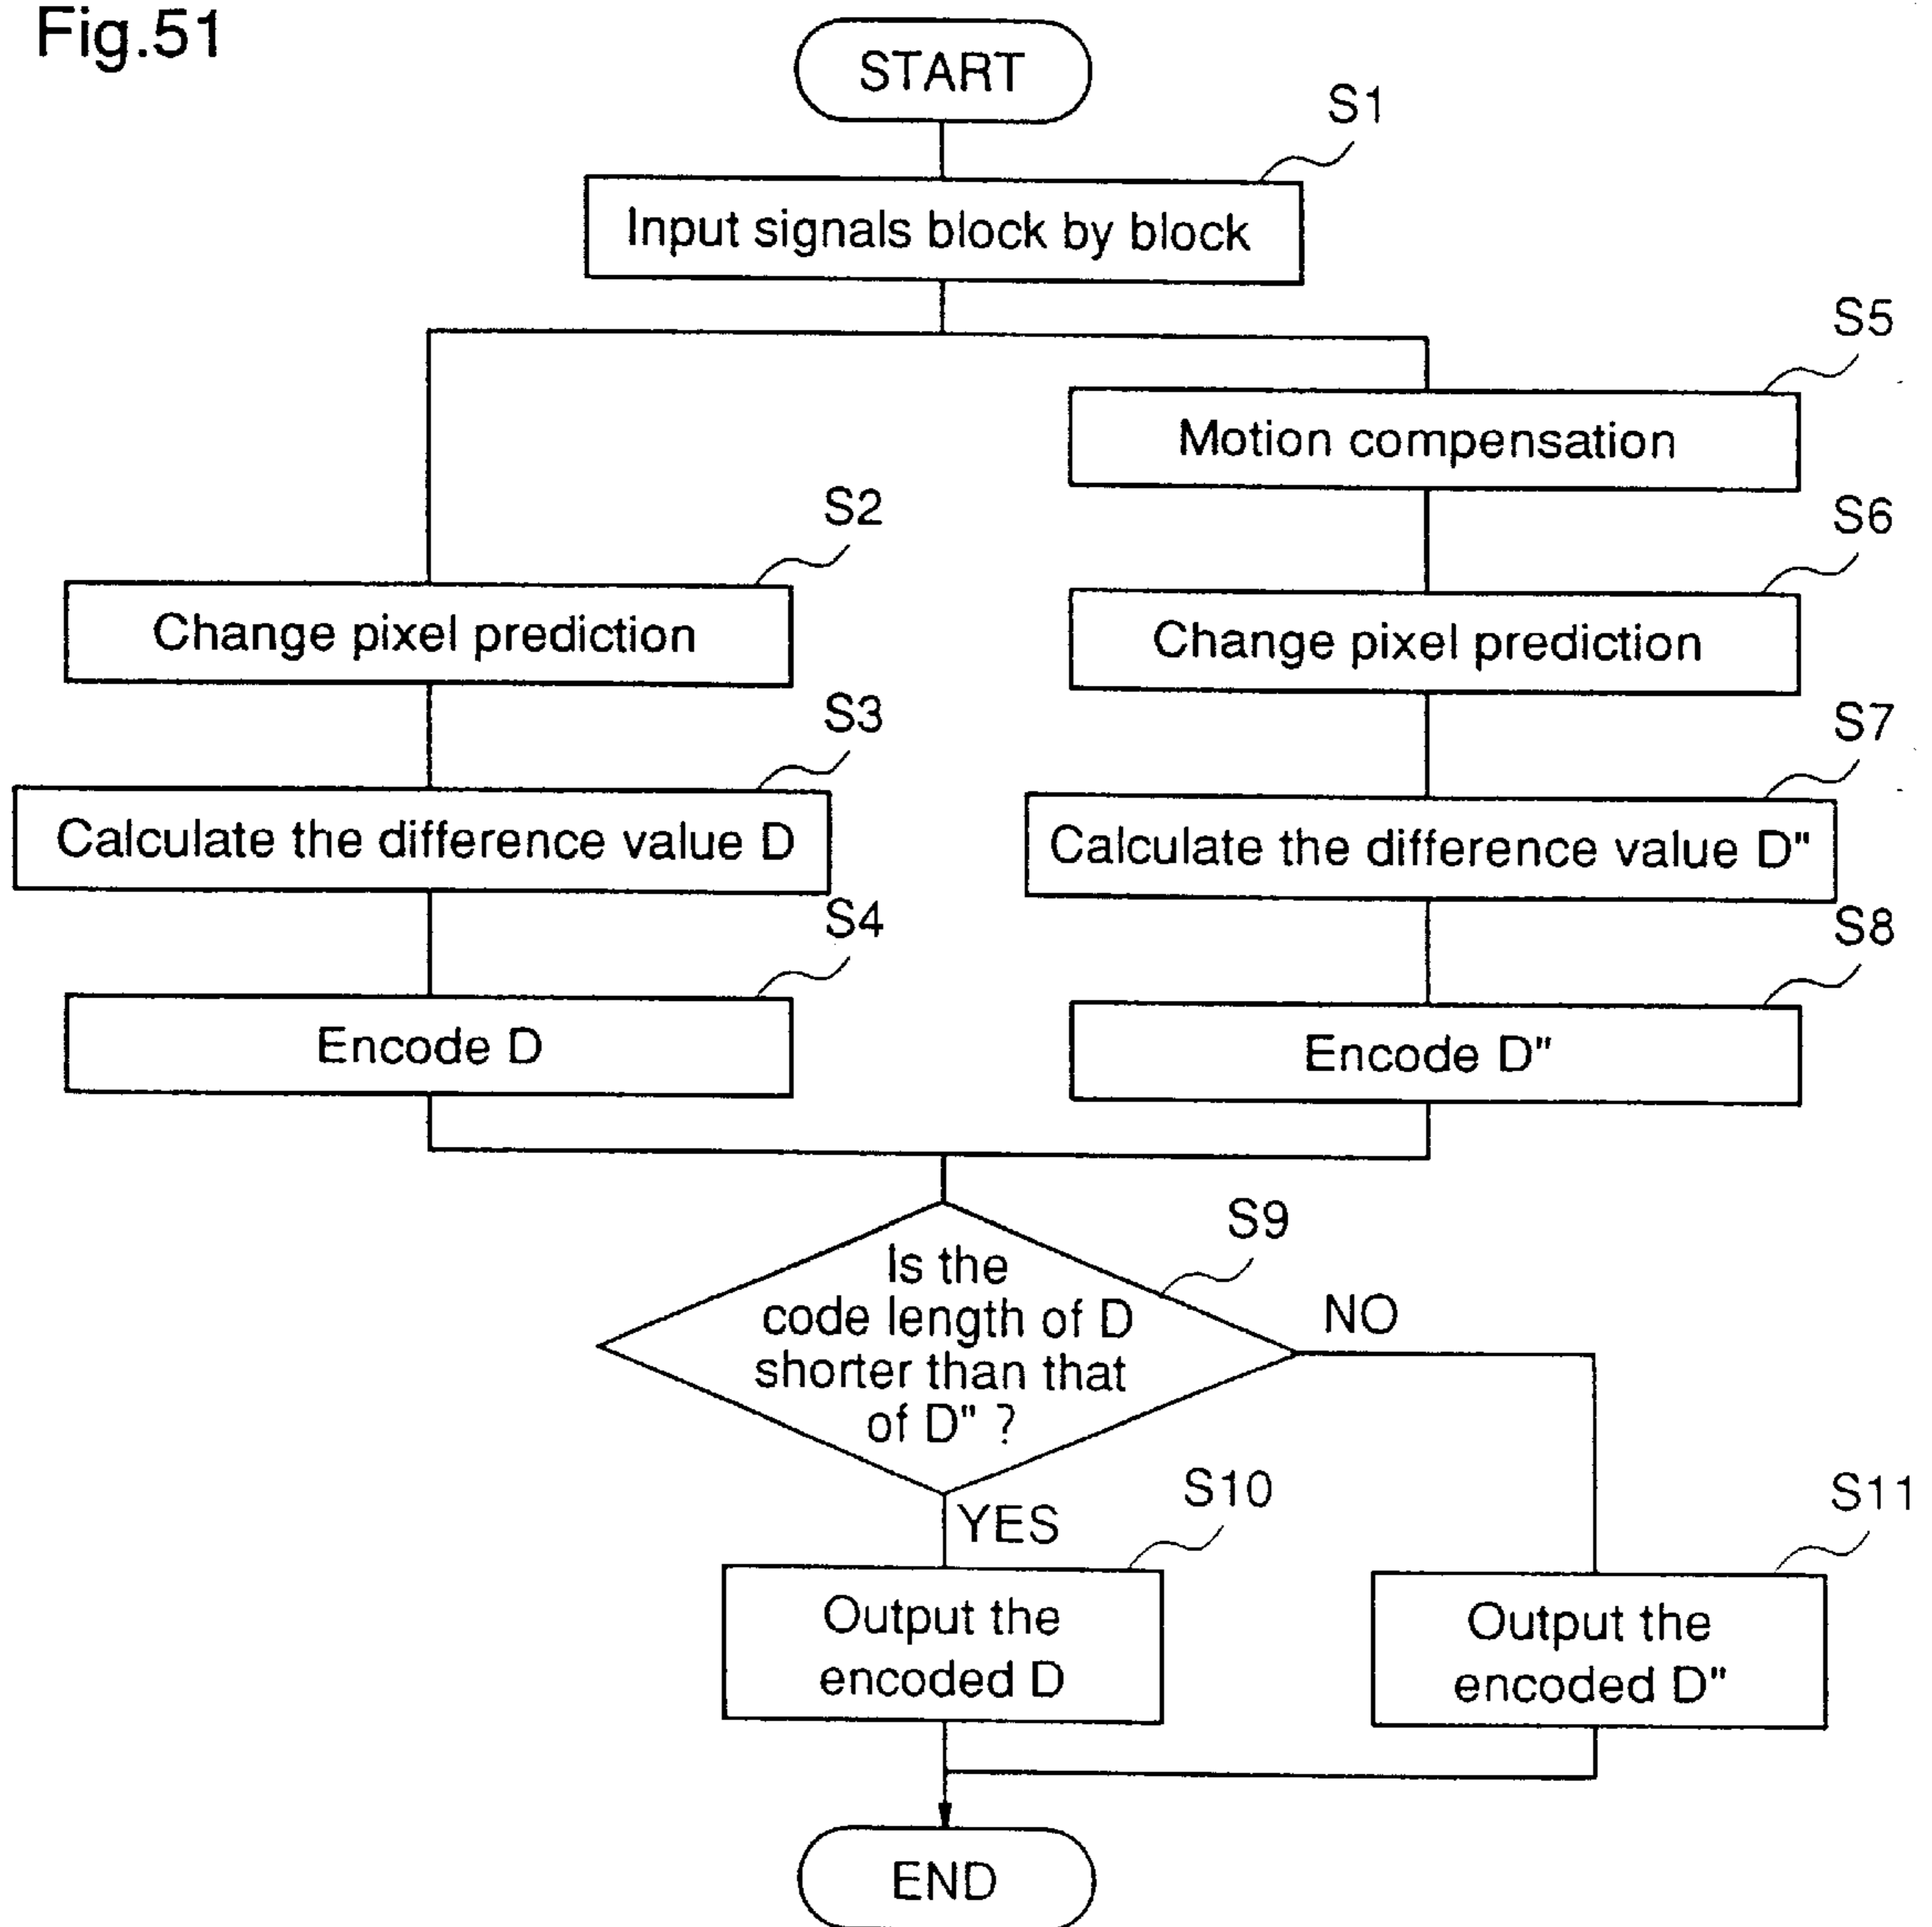 Fig.51
START
S1
Input signals block by block
S5
Motion compensation
S2
S6
Change pixel prediction
Change pixel prediction
S3
S7
Calculate the difference value D
Calculate the difference value D"
S4
S8
Encode D
Encode D"
S9
Is the
code length of D
shorter than that
of D" ?
NO
YES
S10
S11
Output the
encoded D
Output the
encoded D"
END